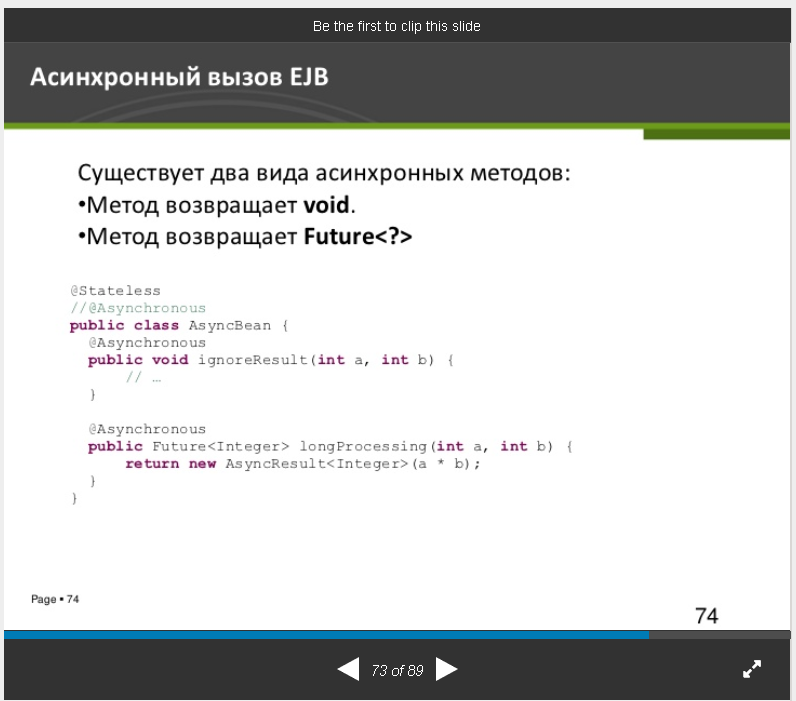 Be the first to clip this slide
Асинхронный вызов EJB
Существует два вида асинхронных методов:
•Метод возвращает void.
•Метод возвращает Future<?>
@Stateless
//@Asynchronous
public class AsyncBean {
@Asynchronous
public void ignoreResult(int a, int b) {
// …
}
@Asynchronous
public Future<Integer> longProcessing(int a, int b) {
return new AsyncResult<Integer>(a * b);
}
}
Page ▪ 74
74
73 of 89